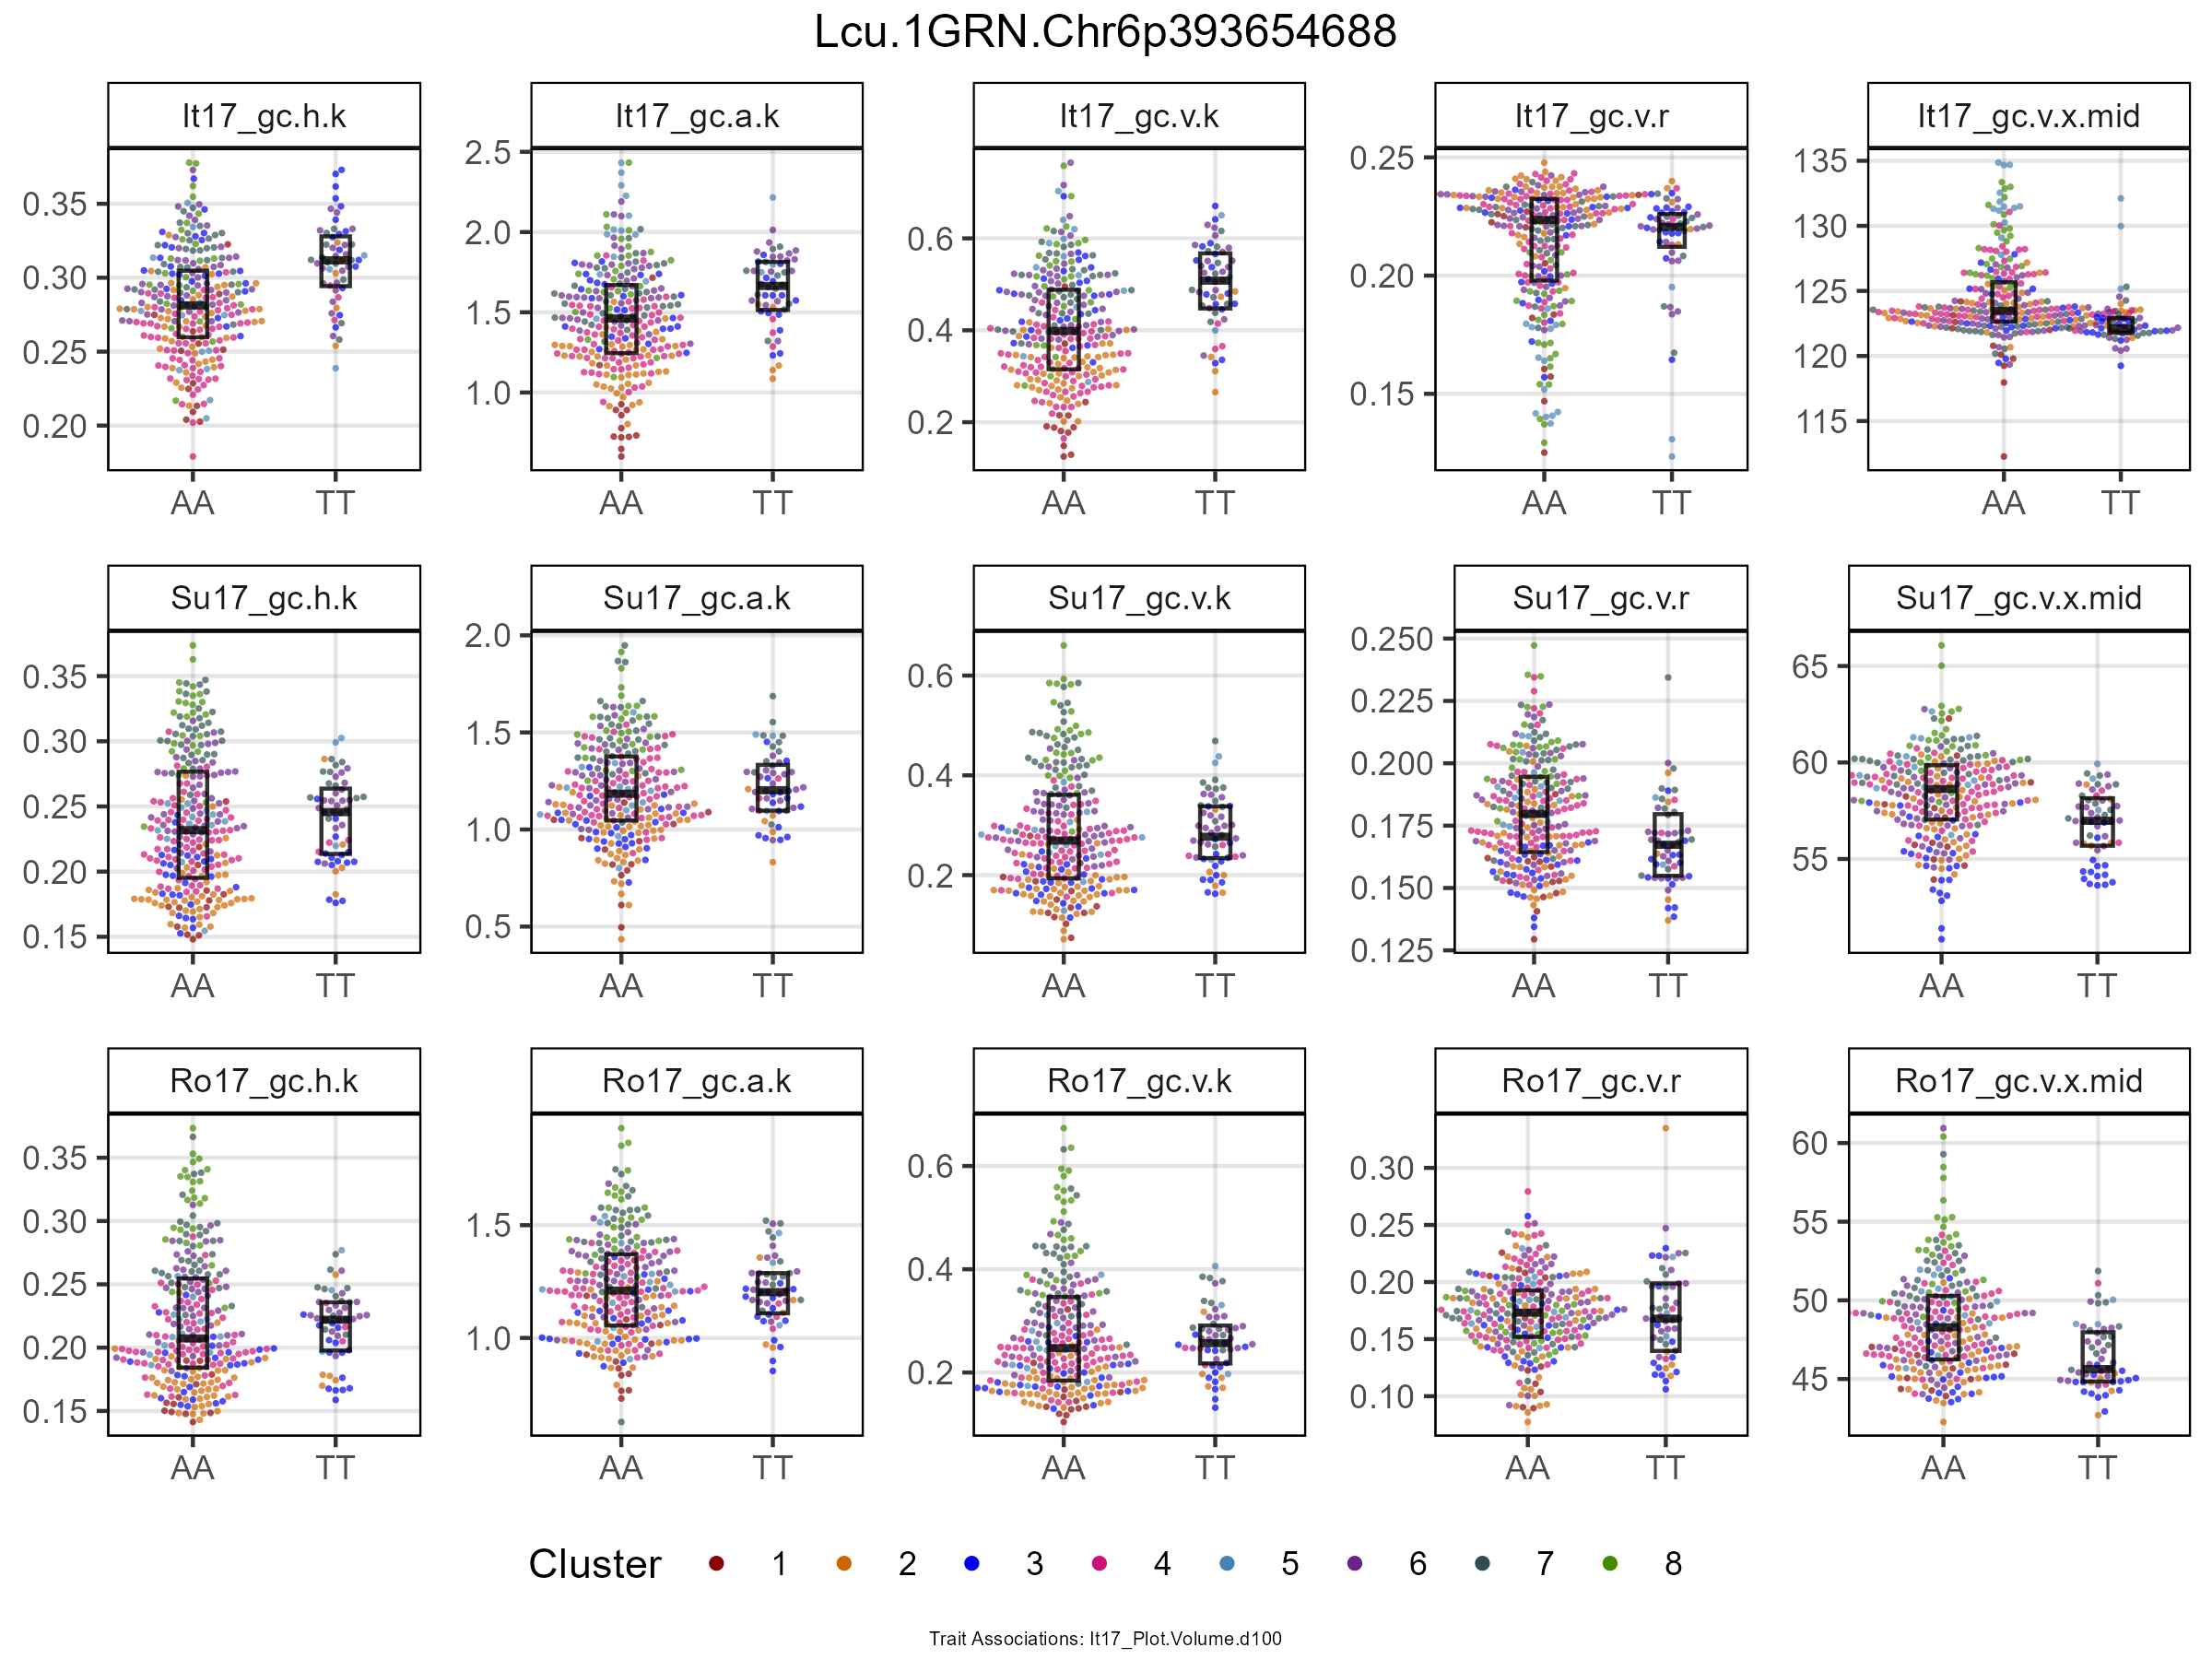 Lcu.1GRN.Chr6p393654688
It17_gc.h.k
It17_gc.a.k
It17_gc.v.k
It17_gc.v.r
It17_gc.v.x.mid
0.35
0.30
0.25
0.20
AA TT
2.5
2.0
1.5
1.0
AA TT
0.6
0.4
0.2
AA TT
0.25
0.20
0.15
AA TT
135
130
125
120
115
AA TT
Su17_gc.h.k
Su17_gc.a.k
Su17_gc.v.k
Su17_gc.v.r
Su17_gc.v.x.mid
0.35
0.30
0.25
0.20
0.15
AA TT
2.0
1.5
1.0
0.5
AA TT
0.6
0.4
0.2
AA TT
0.250
0.225
0.200
0.175
0.150
0.125
AA TT
65
60
55
AA TT
Ro17_gc.h.k
Ro17_gc.a.k
Ro17_gc.v.k
Ro17_gc.v.r
Ro17_gc.v.x.mid
0.35
0.30
0.25
0.20
0.15
AA TT
1.5
1.0
AA TT
0.6
0.4
0.2
AA TT
0.30
0.25
0.20
0.15
0.10
AA TT
60
55
50
45
AA TT
Cluster 1 2 3 4 5 6 7 8
Trait Associations: It17_Plot.Volume.d100